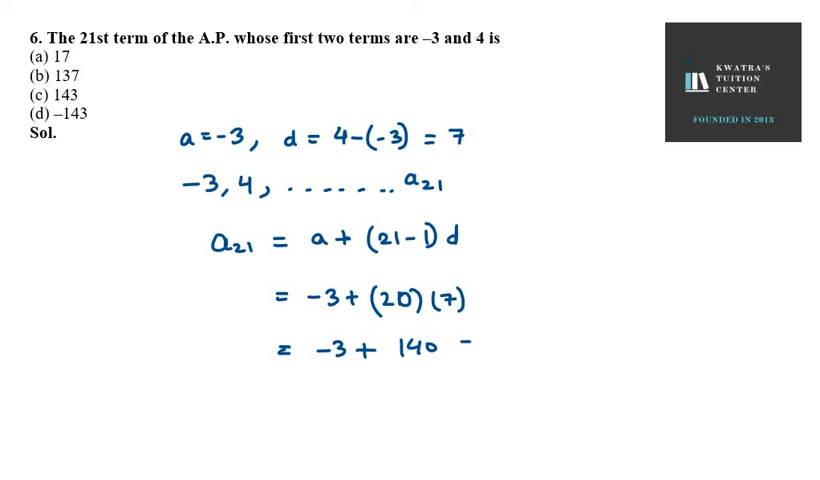 6. The 21st term of the A.P. whose first two terms are –3 and 4 is
(a) 17
(b) 137
(c) 143
(d) –143
Sol.
a = -3, d = 4-(-3) = 7
-3, 4, ....... a₂₁
a₂₁ = a + (21-1) d
= -3 + (20) (7)
= -3 + 140 =
KWATRA'S
TUITION
CENTER
FOUNDED IN 2013